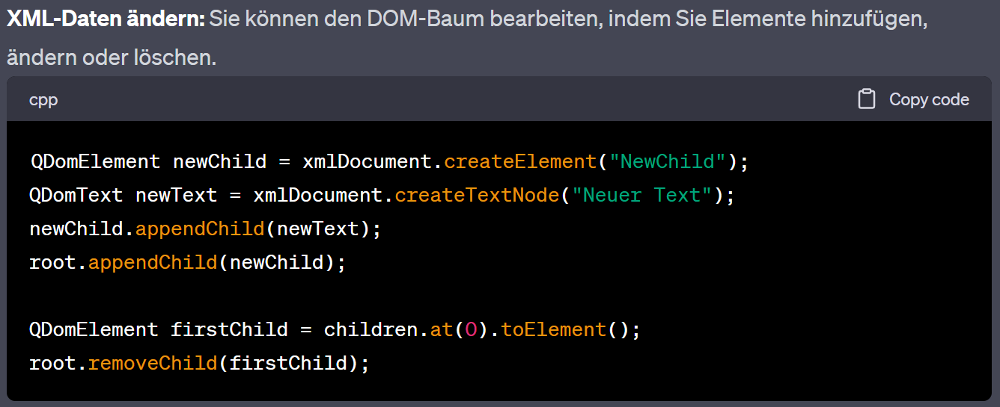 XML-Daten ändern: Sie können den DOM-Baum bearbeiten, indem Sie Elemente hinzufügen,
ändern oder löschen.
cpp
Copy code
QDomElement newChild = xmlDocument.createElement("NewChild");
QDomText newText = xmlDocument.createTextNode("Neuer Text");
newChild.appendChild(newText);
root.appendChild(newChild);
QDomElement firstChild = children.at(0).toElement();
root.removeChild(firstChild);